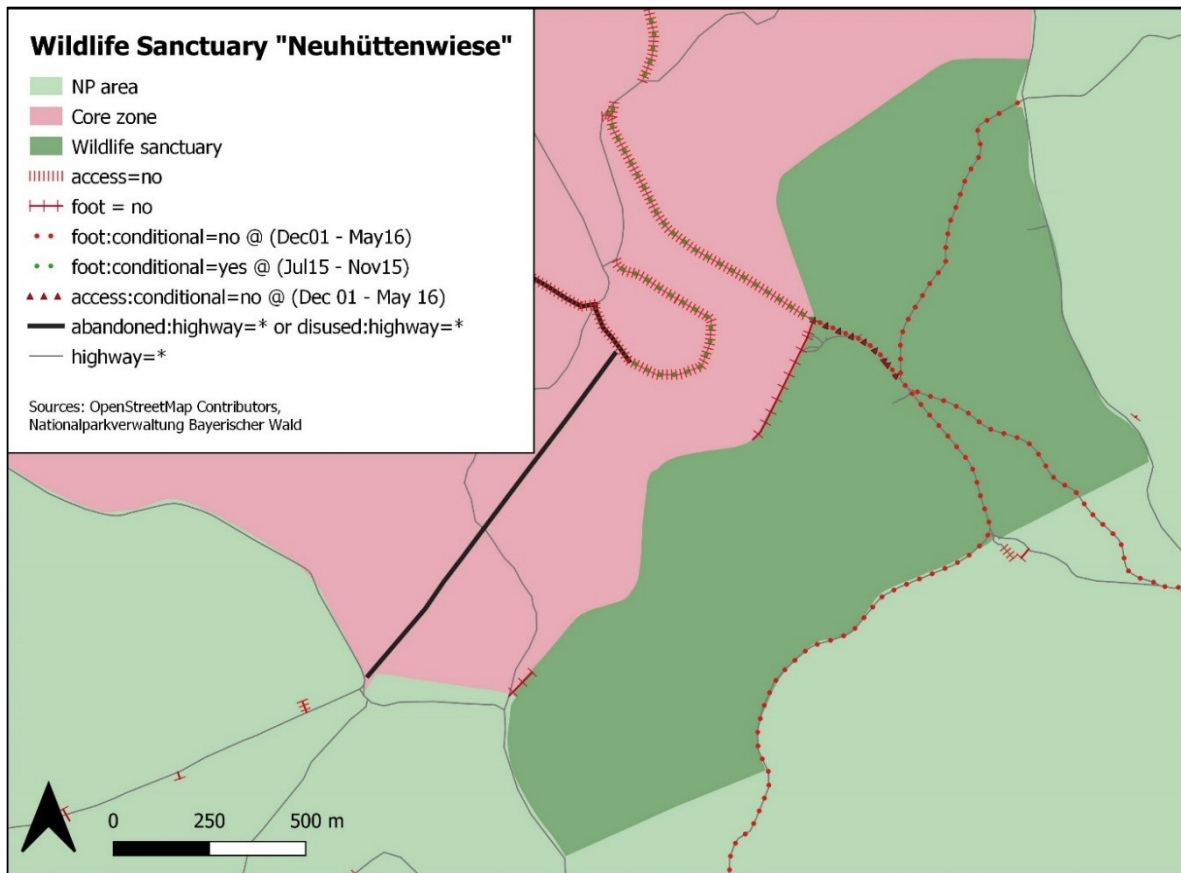 Wildlife Sanctuary "Neuhüttenwiese"
NP area
Core zone
Wildlife sanctuary
access=no
foot = no
foot:conditional=no @ (Dec01 - May16)
foot:conditional=yes @ (Jul15 - Nov15)
access:conditional=no @ (Dec 01 - May 16)
abandoned:highway=* or disused:highway=*
highway=*
Sources: OpenStreetMap Contributors,
Nationalparkverwaltung Bayerischer Wald
0 250 500 m